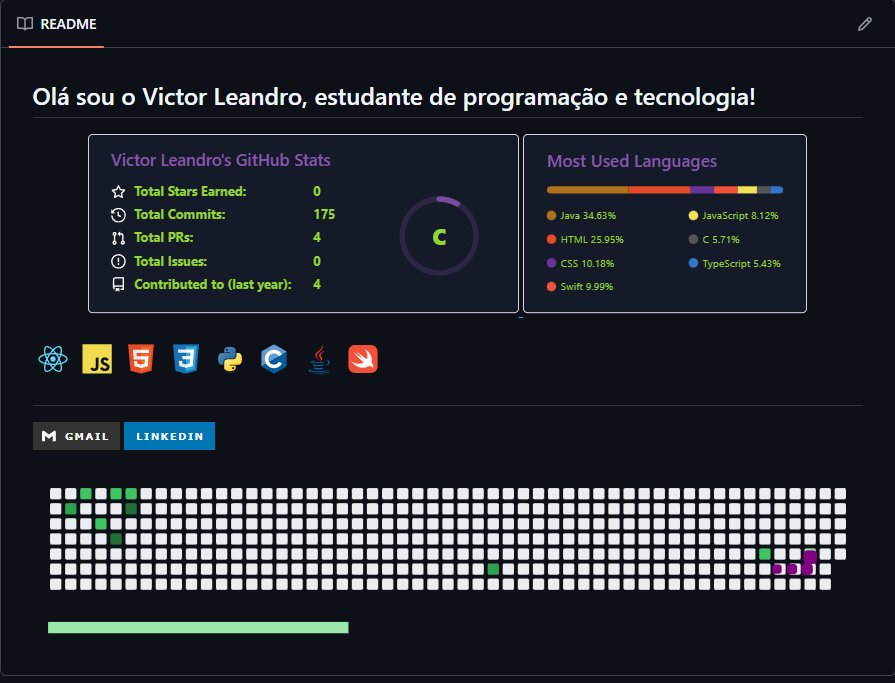 README
Olá sou o Victor Leandro, estudante de programação e tecnologia!
Victor Leandro's GitHub Stats
Total Stars Earned: 0
Total Commits: 175
Total PRs: 4
Total Issues: 0
Contributed to (last year): 4
C
Most Used Languages
Java 34.63%
HTML 25.95%
CSS 10.18%
Swift 9.99%
JavaScript 8.12%
C 5.71%
TypeScript 5.43%
JS
5
3
C
GMAIL
LINKEDIN